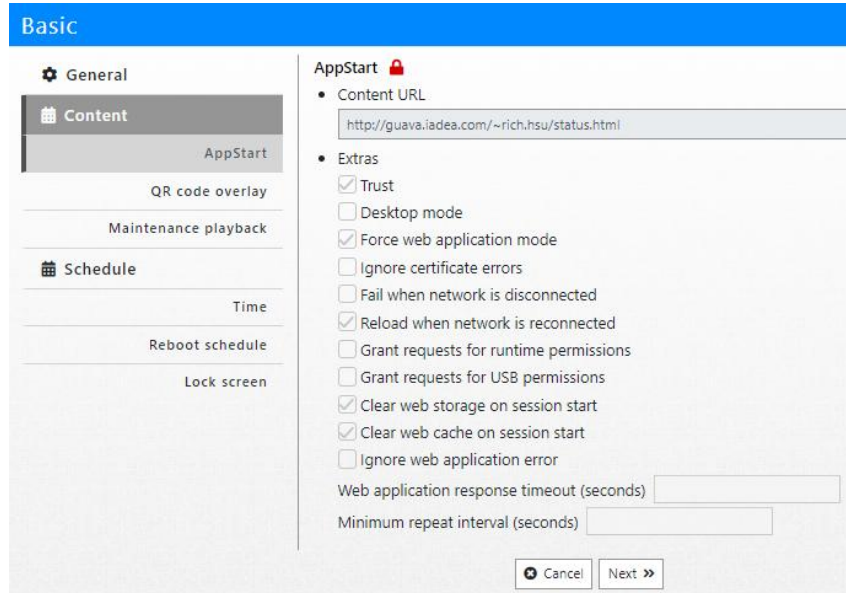 Basic
General
Content
AppStart
QR code overlay
Maintenance playback
Schedule
Time
Reboot schedule
Lock screen
AppStart
• Content URL
http://guava.iadea.com/~rich.hsu/status.html
• Extras
Trust
Desktop mode
Force web application mode
Ignore certificate errors
Fail when network is disconnected
Reload when network is reconnected
Grant requests for runtime permissions
Grant requests for USB permissions
Clear web storage on session start
Clear web cache on session start
Ignore web application error
Web application response timeout (seconds)
Minimum repeat interval (seconds)
Cancel
Next »